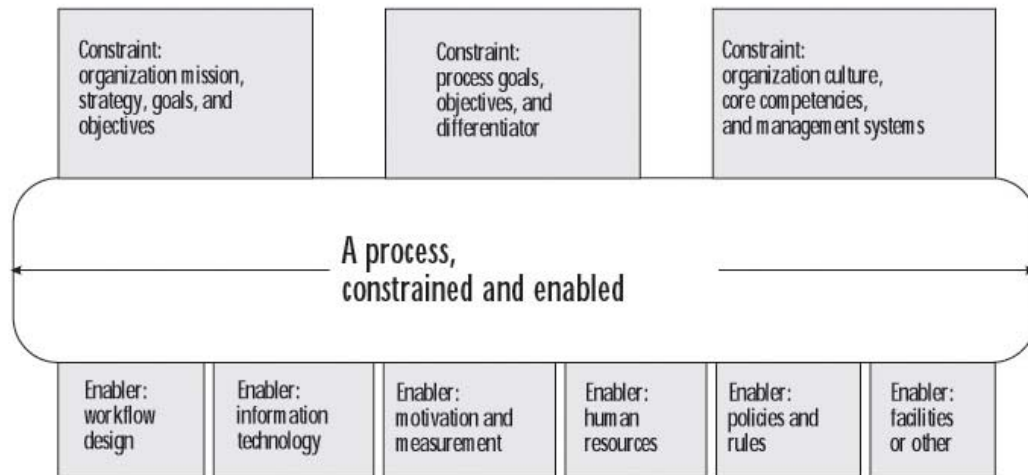 Constraint:
organization mission,
strategy, goals, and
objectives
Constraint:
process goals,
objectives, and
differentiator
Constraint:
organization culture,
core competencies,
and management systems
A process,
constrained and enabled
Enabler:
workflow
design
Enabler:
information
technology
Enabler:
motivation and
measurement
Enabler:
human
resources
Enabler:
policies and
rules
Enabler:
facilities
or other